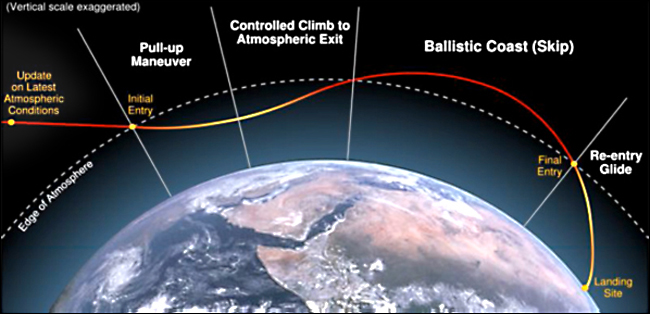 (Vertical scale exaggerated)
Pull-up
Maneuver
Controlled Climb to
Atmospheric Exit
Ballistic Coast (Skip)
Update
on Latest
Atmospheric
Conditions
Initial
Entry
Edge of Atmosphere
Final
Entry
Re-entry
Glide
Landing
Site